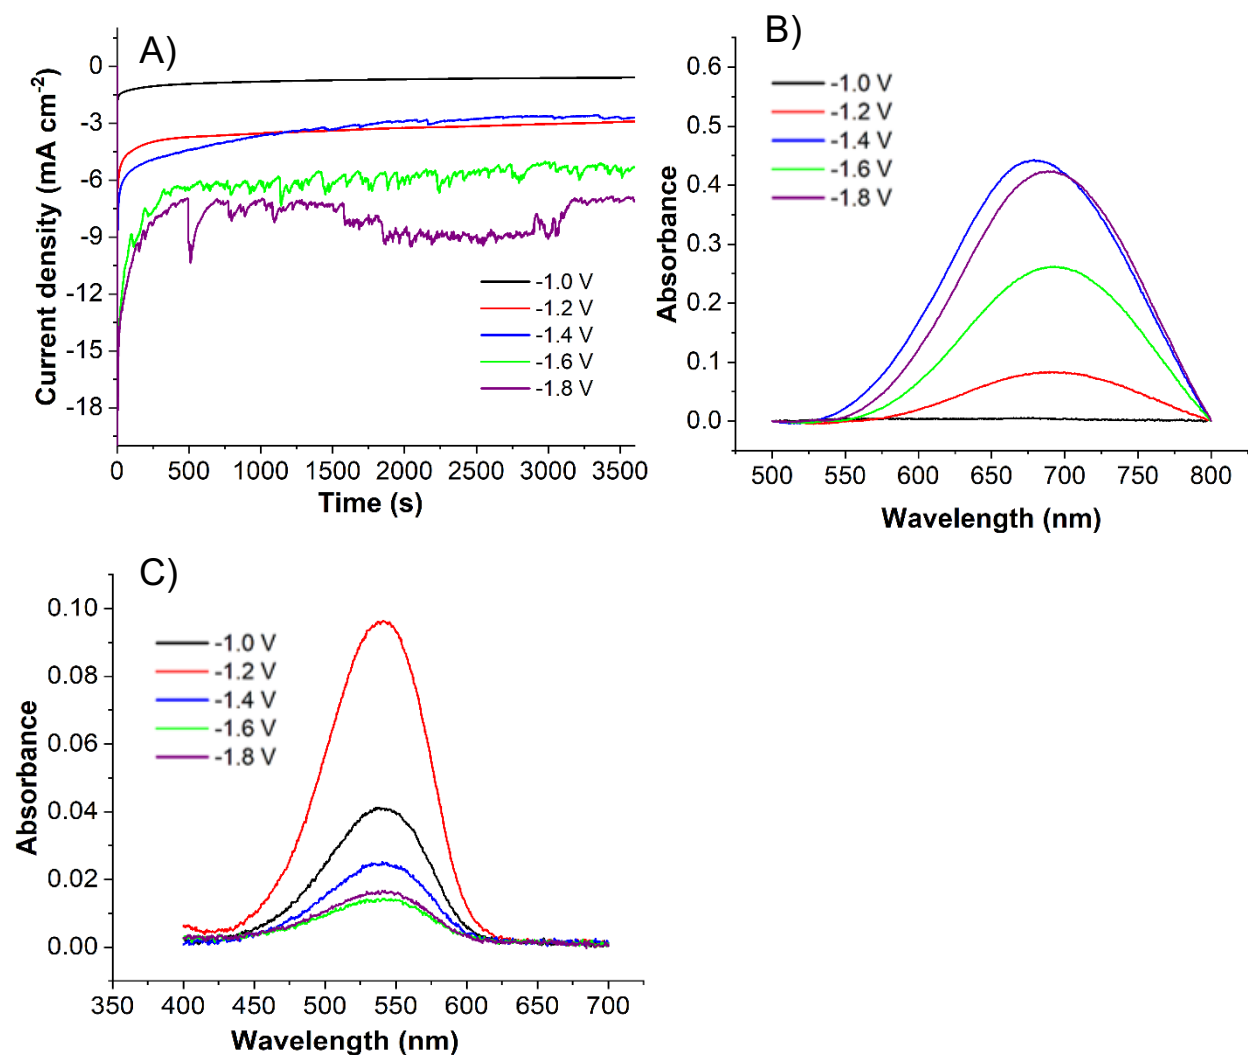 A)
0
-3
-6
-9
-12
-15
-18
Current density (mA cm-2)
-1.0 V
-1.2 V
-1.4 V
-1.6 V
-1.8 V
0 500 1000 1500 2000 2500 3000 3500
Time (s)
B)
0.6
0.5
0.4
0.3
0.2
0.1
0.0
Absorbance
-1.0 V
-1.2 V
-1.4 V
-1.6 V
-1.8 V
500 550 600 650 700 750 800
Wavelength (nm)
C)
0.10
0.08
0.06
0.04
0.02
0.00
Absorbance
-1.0 V
-1.2 V
-1.4 V
-1.6 V
-1.8 V
350 400 450 500 550 600 650 700
Wavelength (nm)